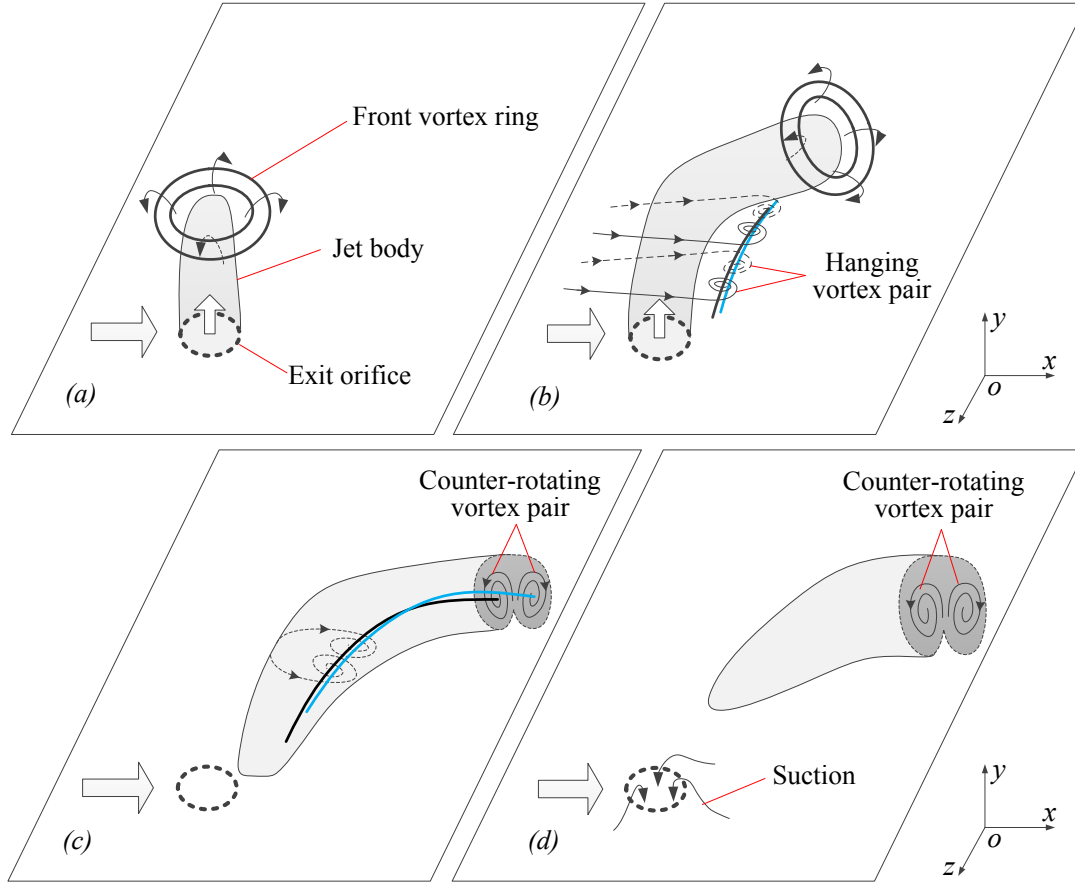 Front vortex ring
Jet body
Exit orifice
(a)
Hanging
vortex pair
(b)
y
x
o
z
Counter-rotating
vortex pair
(c)
Counter-rotating
vortex pair
Suction
(d)
y
x
o
z